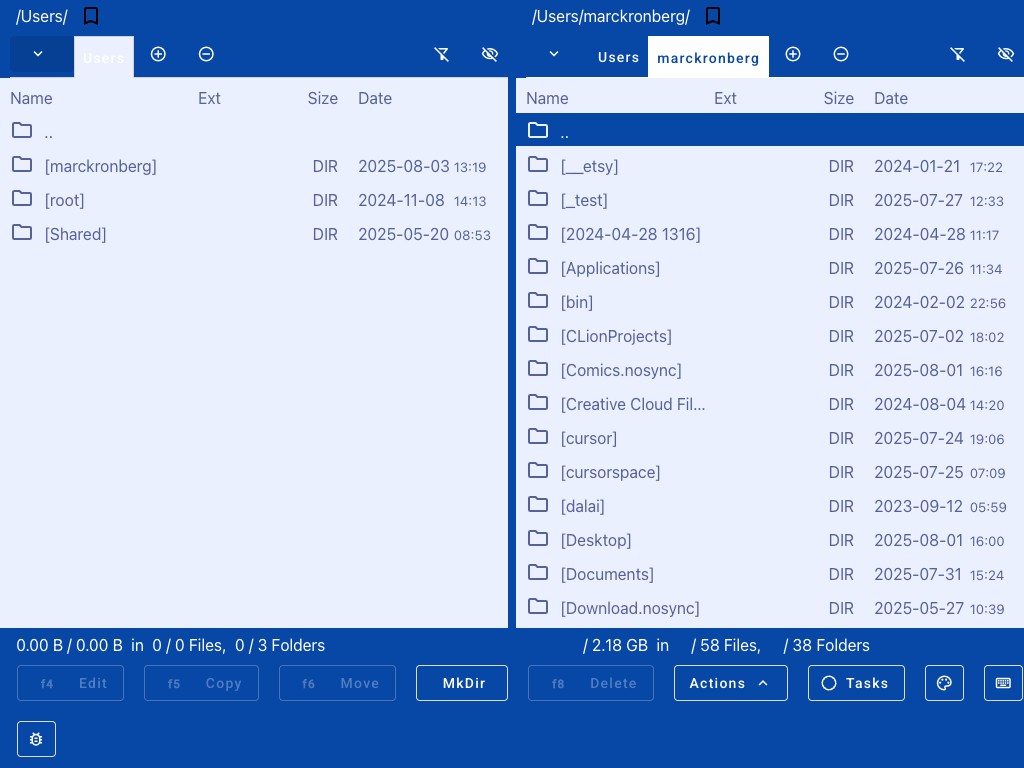 /Users/
Users
Name Ext Size Date
..
[marckronberg] DIR 2025-08-03 13:19
[root] DIR 2024-11-08 14:13
[Shared] DIR 2025-05-20 08:53
/Users/marckronberg/
Users marckronberg
Name Ext Size Date
..
[__etsy] DIR 2024-01-21 17:22
[_test] DIR 2025-07-27 12:33
[2024-04-28 1316] DIR 2024-04-28 11:17
[Applications] DIR 2025-07-26 11:34
[bin] DIR 2024-02-02 22:56
[CLionProjects] DIR 2025-07-02 18:02
[Comics.nosync] DIR 2025-08-01 16:16
[Creative Cloud Fil... DIR 2024-08-04 14:20
[cursor] DIR 2025-07-24 19:06
[cursorspace] DIR 2025-07-25 07:09
[dalai] DIR 2023-09-12 05:59
[Desktop] DIR 2025-08-01 16:00
[Documents] DIR 2025-07-31 15:24
[Download.nosync] DIR 2025-05-27 10:39
0.00 B / 0.00 B in 0 / 0 Files, 0 / 3 Folders
/ 2.18 GB in / 58 Files, / 38 Folders
f4 Edit f5 Copy f6 Move MkDir f8 Delete Actions Tasks